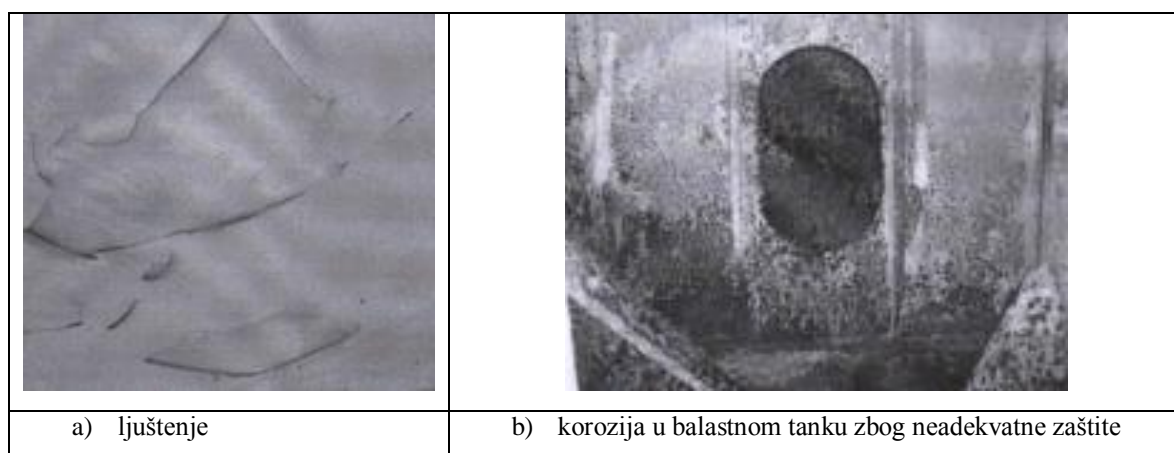 a) ljuštenje
b) korozija u balastnom tanku zbog neadekvatne zaštite